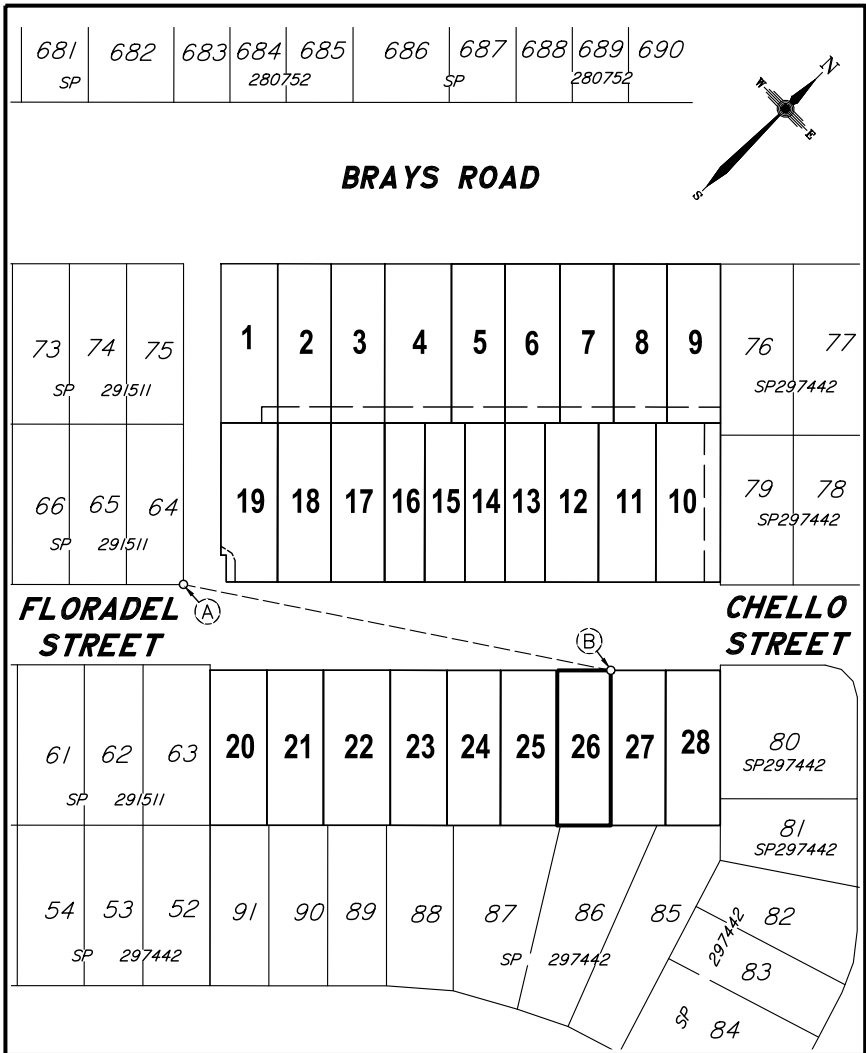 681 682 683 684 685 686 687 688 689 690
SP 280752 SP 280752
N
W
E
S
BRAYS ROAD
1 2 3 4 5 6 7 8 9
73 74 75
76 77
SP 291511
SP297442
19 18 17 16 15 14 13 12 11 10
66 65 64
79 78
SP 291511
SP297442
FLORADEL
STREET
A
B
CHELLO
STREET
61 62 63
20 21 22 23 24 25 26 27 28
80
SP297442
SP 291511
81
SP297442
54 53 52 91 90 89 88 87 86 85 82
SP 297442
SP 297442
83
84
SP 297442